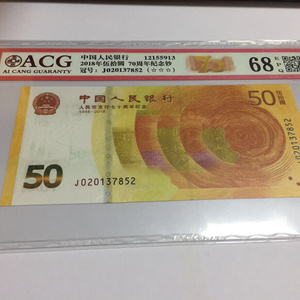 ACG
AI CANG GUARANTY
中国人民银行 12155913
2018年伍拾圆 70周年纪念钞
冠号: J020137852 (☆☆☆)
68 EPQ
中国人民银行
人民币发行七十周年纪念
1948-2018
50
50
J020137852
J020137852